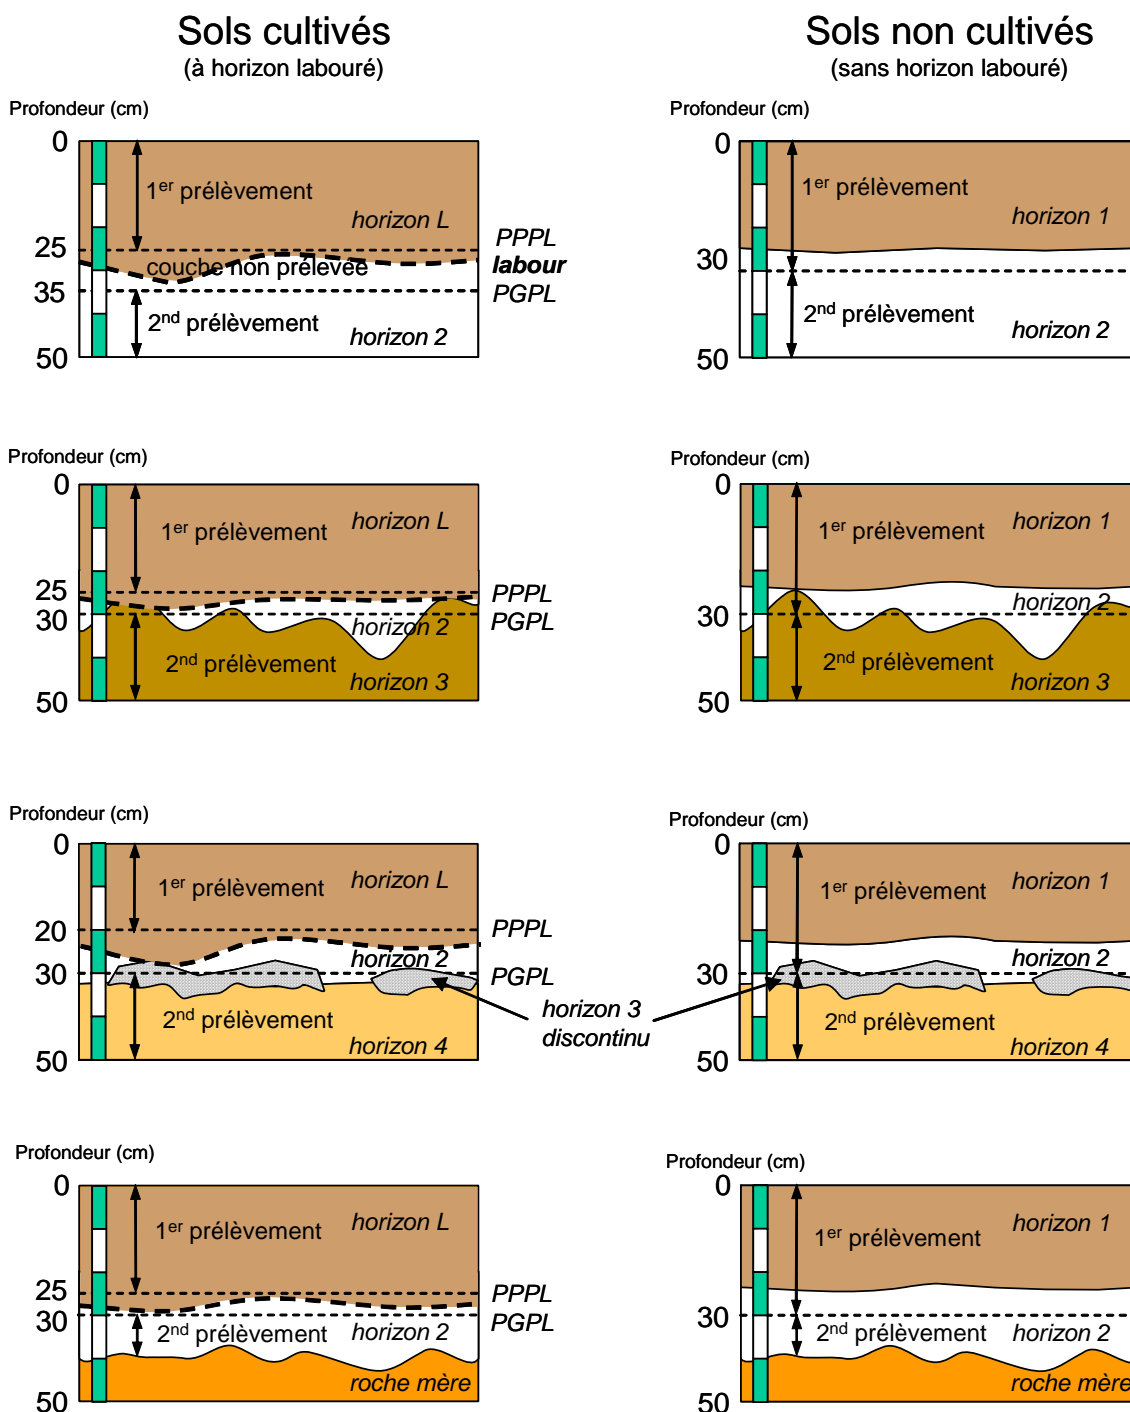 Sols cultivés
(à horizon labouré)
Profondeur (cm)
0
1er prélèvement
horizon L
25
PPPL
couche non prélevée
labour
35
PGPL
2nd prélèvement
horizon 2
50
Profondeur (cm)
0
1er prélèvement
horizon L
25
PPPL
30
horizon 2
PGPL
2nd prélèvement
horizon 3
50
Profondeur (cm)
0
1er prélèvement
horizon L
20
PPPL
horizon 2
30
PGPL
2nd prélèvement
horizon 3
discontinu
horizon 4
50
Profondeur (cm)
0
1er prélèvement
horizon L
25
PPPL
30
PGPL
2nd prélèvement
horizon 2
roche mère
50
Sols non cultivés
(sans horizon labouré)
Profondeur (cm)
0
1er prélèvement
horizon 1
30
2nd prélèvement
horizon 2
50
Profondeur (cm)
0
1er prélèvement
horizon 1
horizon 2
30
2nd prélèvement
horizon 3
50
Profondeur (cm)
0
1er prélèvement
horizon 1
horizon 2
30
2nd prélèvement
horizon 4
50
Profondeur (cm)
0
1er prélèvement
horizon 1
30
2nd prélèvement
horizon 2
roche mère
50